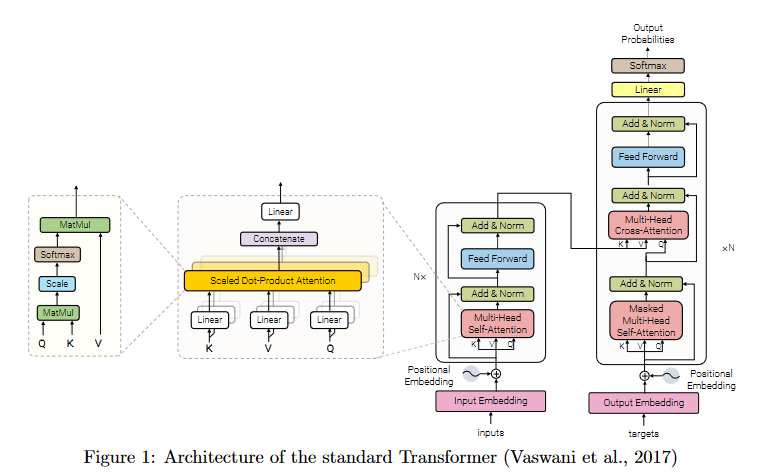 MatMul
Softmax
Scale
MatMul
Q K V
Linear
Concatenate
Scaled Dot-Product Attention
Linear Linear Linear
K V Q
N×
Add & Norm
Feed Forward
Add & Norm
Multi-Head
Self-Attention
K V Q
Positional
Embedding
Input Embedding
inputs
Output
Probabilities
Softmax
Linear
Add & Norm
Feed Forward
Add & Norm
Multi-Head
Cross-Attention
K V Q
×N
Add & Norm
Masked
Multi-Head
Self-Attention
K V Q
Positional
Embedding
Output Embedding
targets
Figure 1: Architecture of the standard Transformer (Vaswani et al., 2017)